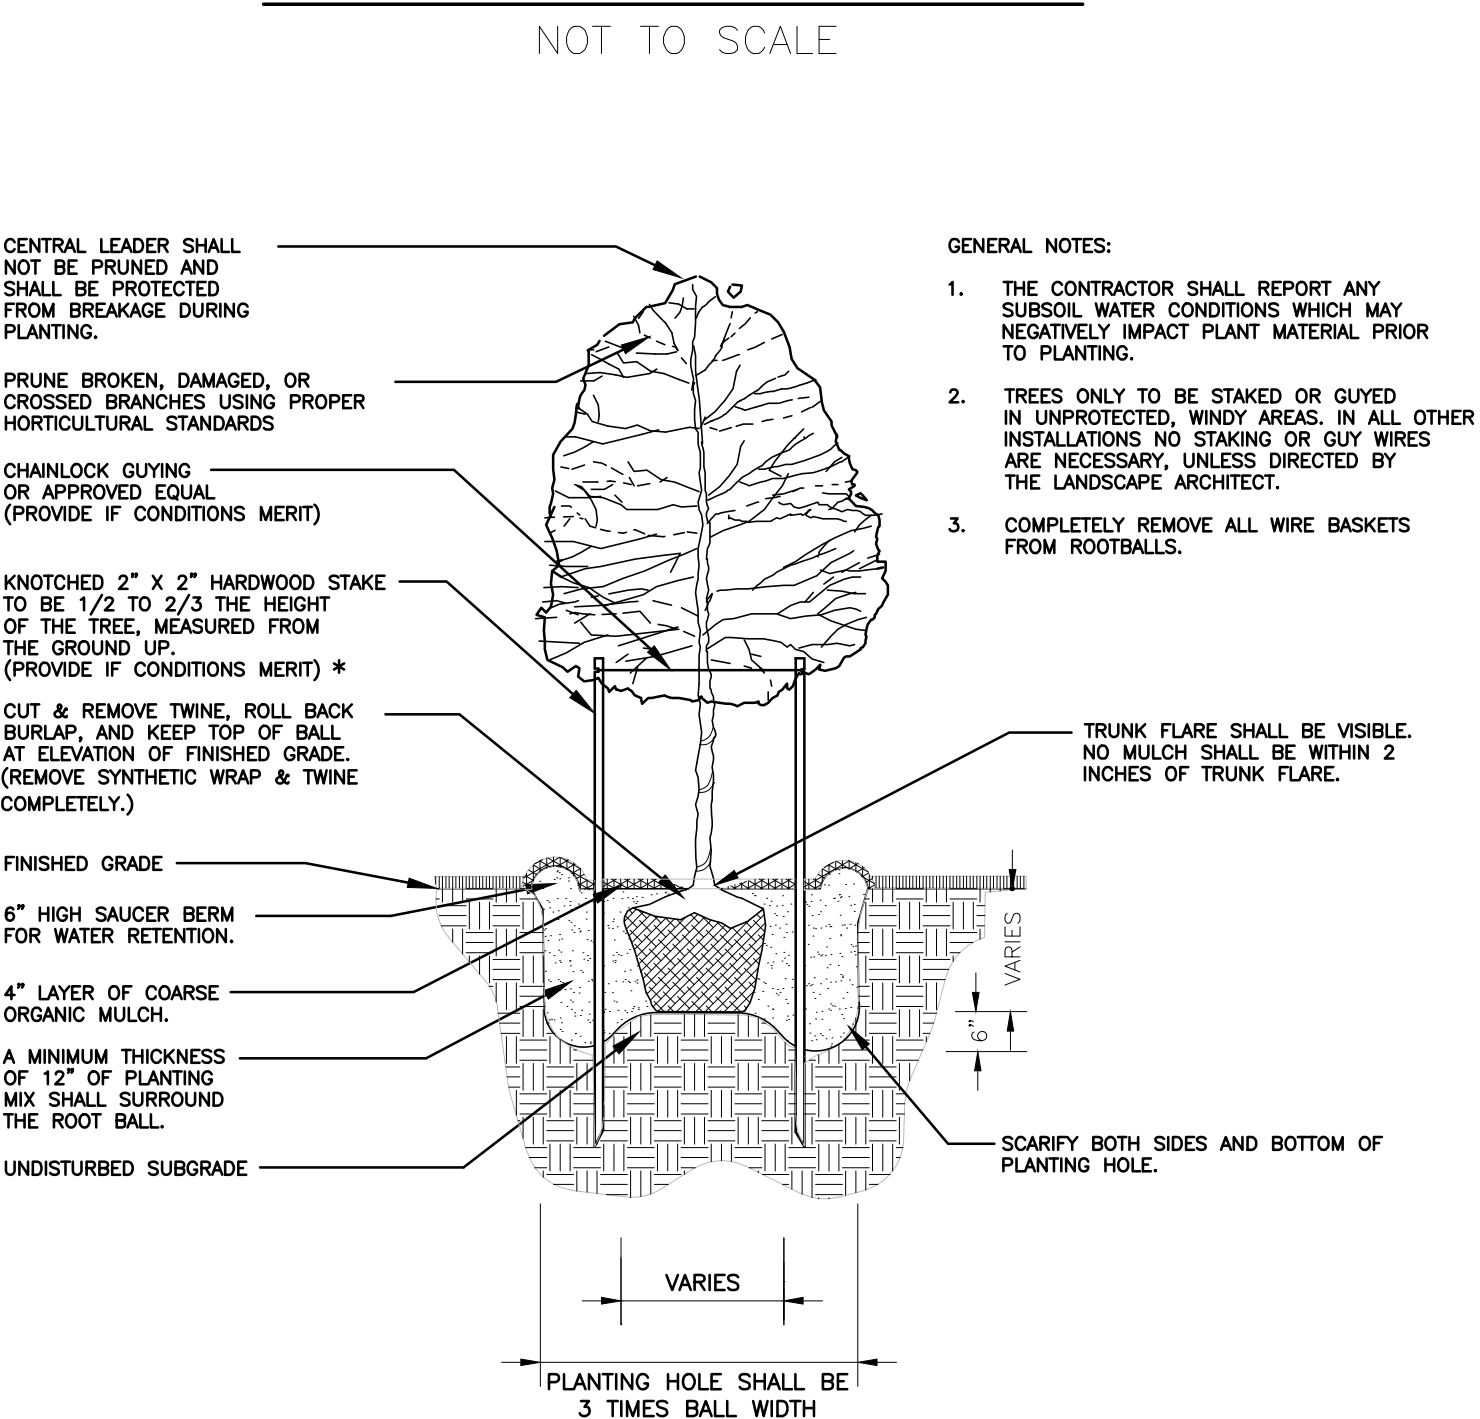 NOT TO SCALE
CENTRAL LEADER SHALL
NOT BE PRUNED AND
SHALL BE PROTECTED
FROM BREAKAGE DURING
PLANTING.
PRUNE BROKEN, DAMAGED, OR
CROSSED BRANCHES USING PROPER
HORTICULTURAL STANDARDS
CHAINLOCK GUYING
OR APPROVED EQUAL
(PROVIDE IF CONDITIONS MERIT)
KNOTCHED 2" X 2" HARDWOOD STAKE
TO BE 1/2 TO 2/3 THE HEIGHT
OF THE TREE, MEASURED FROM
THE GROUND UP.
(PROVIDE IF CONDITIONS MERIT) *
CUT & REMOVE TWINE, ROLL BACK
BURLAP, AND KEEP TOP OF BALL
AT ELEVATION OF FINISHED GRADE.
(REMOVE SYNTHETIC WRAP & TWINE
COMPLETELY.)
FINISHED GRADE
6" HIGH SAUCER BERM
FOR WATER RETENTION.
4" LAYER OF COARSE
ORGANIC MULCH.
A MINIMUM THICKNESS
OF 12" OF PLANTING
MIX SHALL SURROUND
THE ROOT BALL.
UNDISTURBED SUBGRADE
GENERAL NOTES:
1. THE CONTRACTOR SHALL REPORT ANY
SUBSOIL WATER CONDITIONS WHICH MAY
NEGATIVELY IMPACT PLANT MATERIAL PRIOR
TO PLANTING.
2. TREES ONLY TO BE STAKED OR GUYED
IN UNPROTECTED, WINDY AREAS. IN ALL OTHER
INSTALLATIONS NO STAKING OR GUY WIRES
ARE NECESSARY, UNLESS DIRECTED BY
THE LANDSCAPE ARCHITECT.
3. COMPLETELY REMOVE ALL WIRE BASKETS
FROM ROOTBALLS.
TRUNK FLARE SHALL BE VISIBLE.
NO MULCH SHALL BE WITHIN 2
INCHES OF TRUNK FLARE.
VARIES
6"
SCARIFY BOTH SIDES AND BOTTOM OF
PLANTING HOLE.
VARIES
PLANTING HOLE SHALL BE
3 TIMES BALL WIDTH